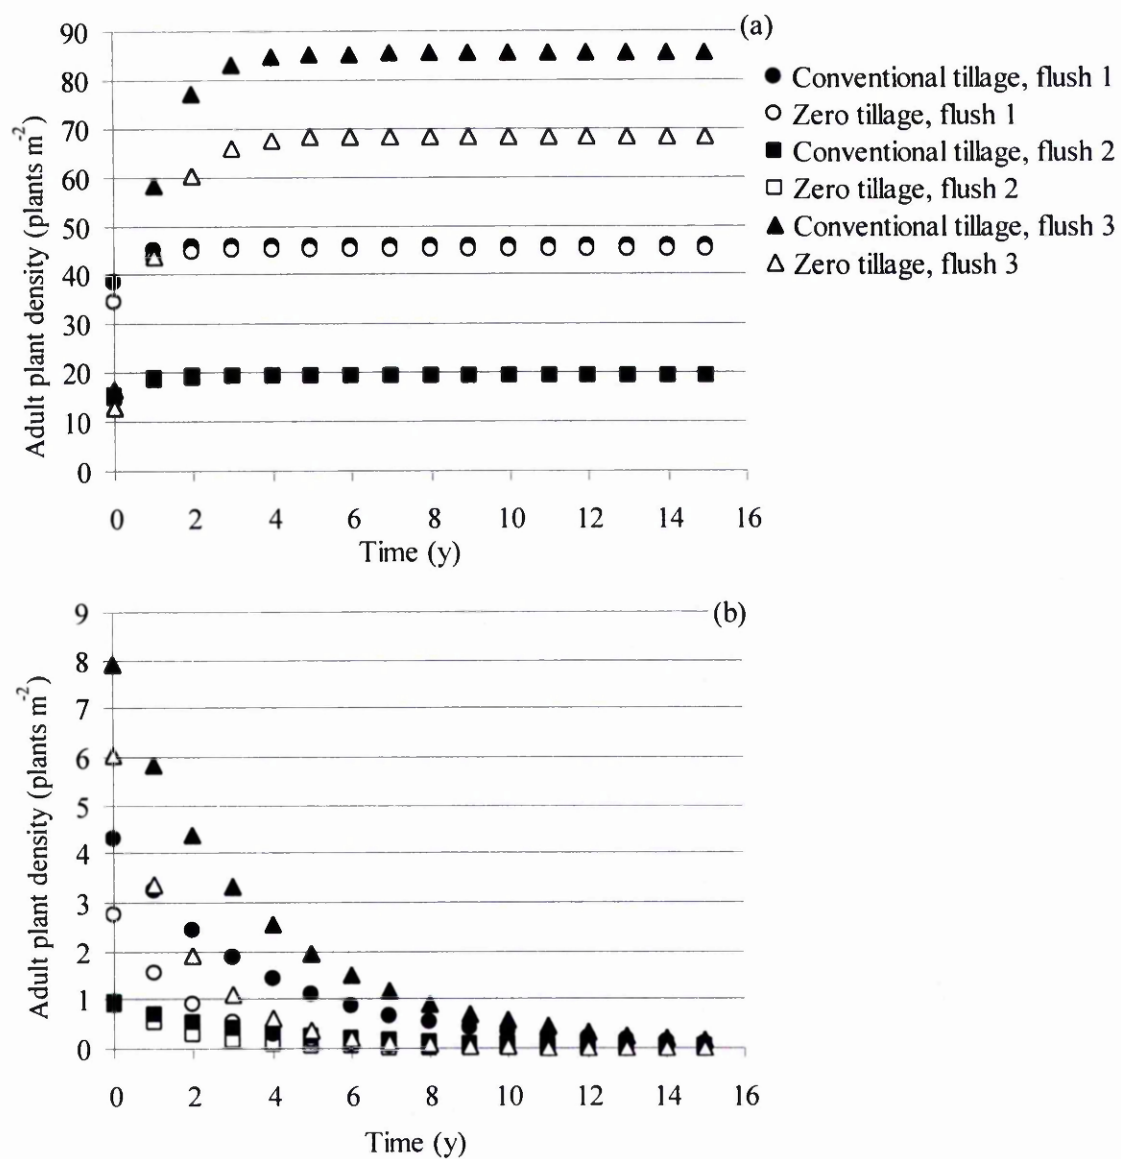 (a)
90
80
70
60
50
40
30
20
10
0
Adult plant density (plants m⁻²)
0 2 4 6 8 10 12 14 16
Time (y)
Conventional tillage, flush 1
Zero tillage, flush 1
Conventional tillage, flush 2
Zero tillage, flush 2
Conventional tillage, flush 3
Zero tillage, flush 3
(b)
9
8
7
6
5
4
3
2
1
0
Adult plant density (plants m⁻²)
0 2 4 6 8 10 12 14 16
Time (y)